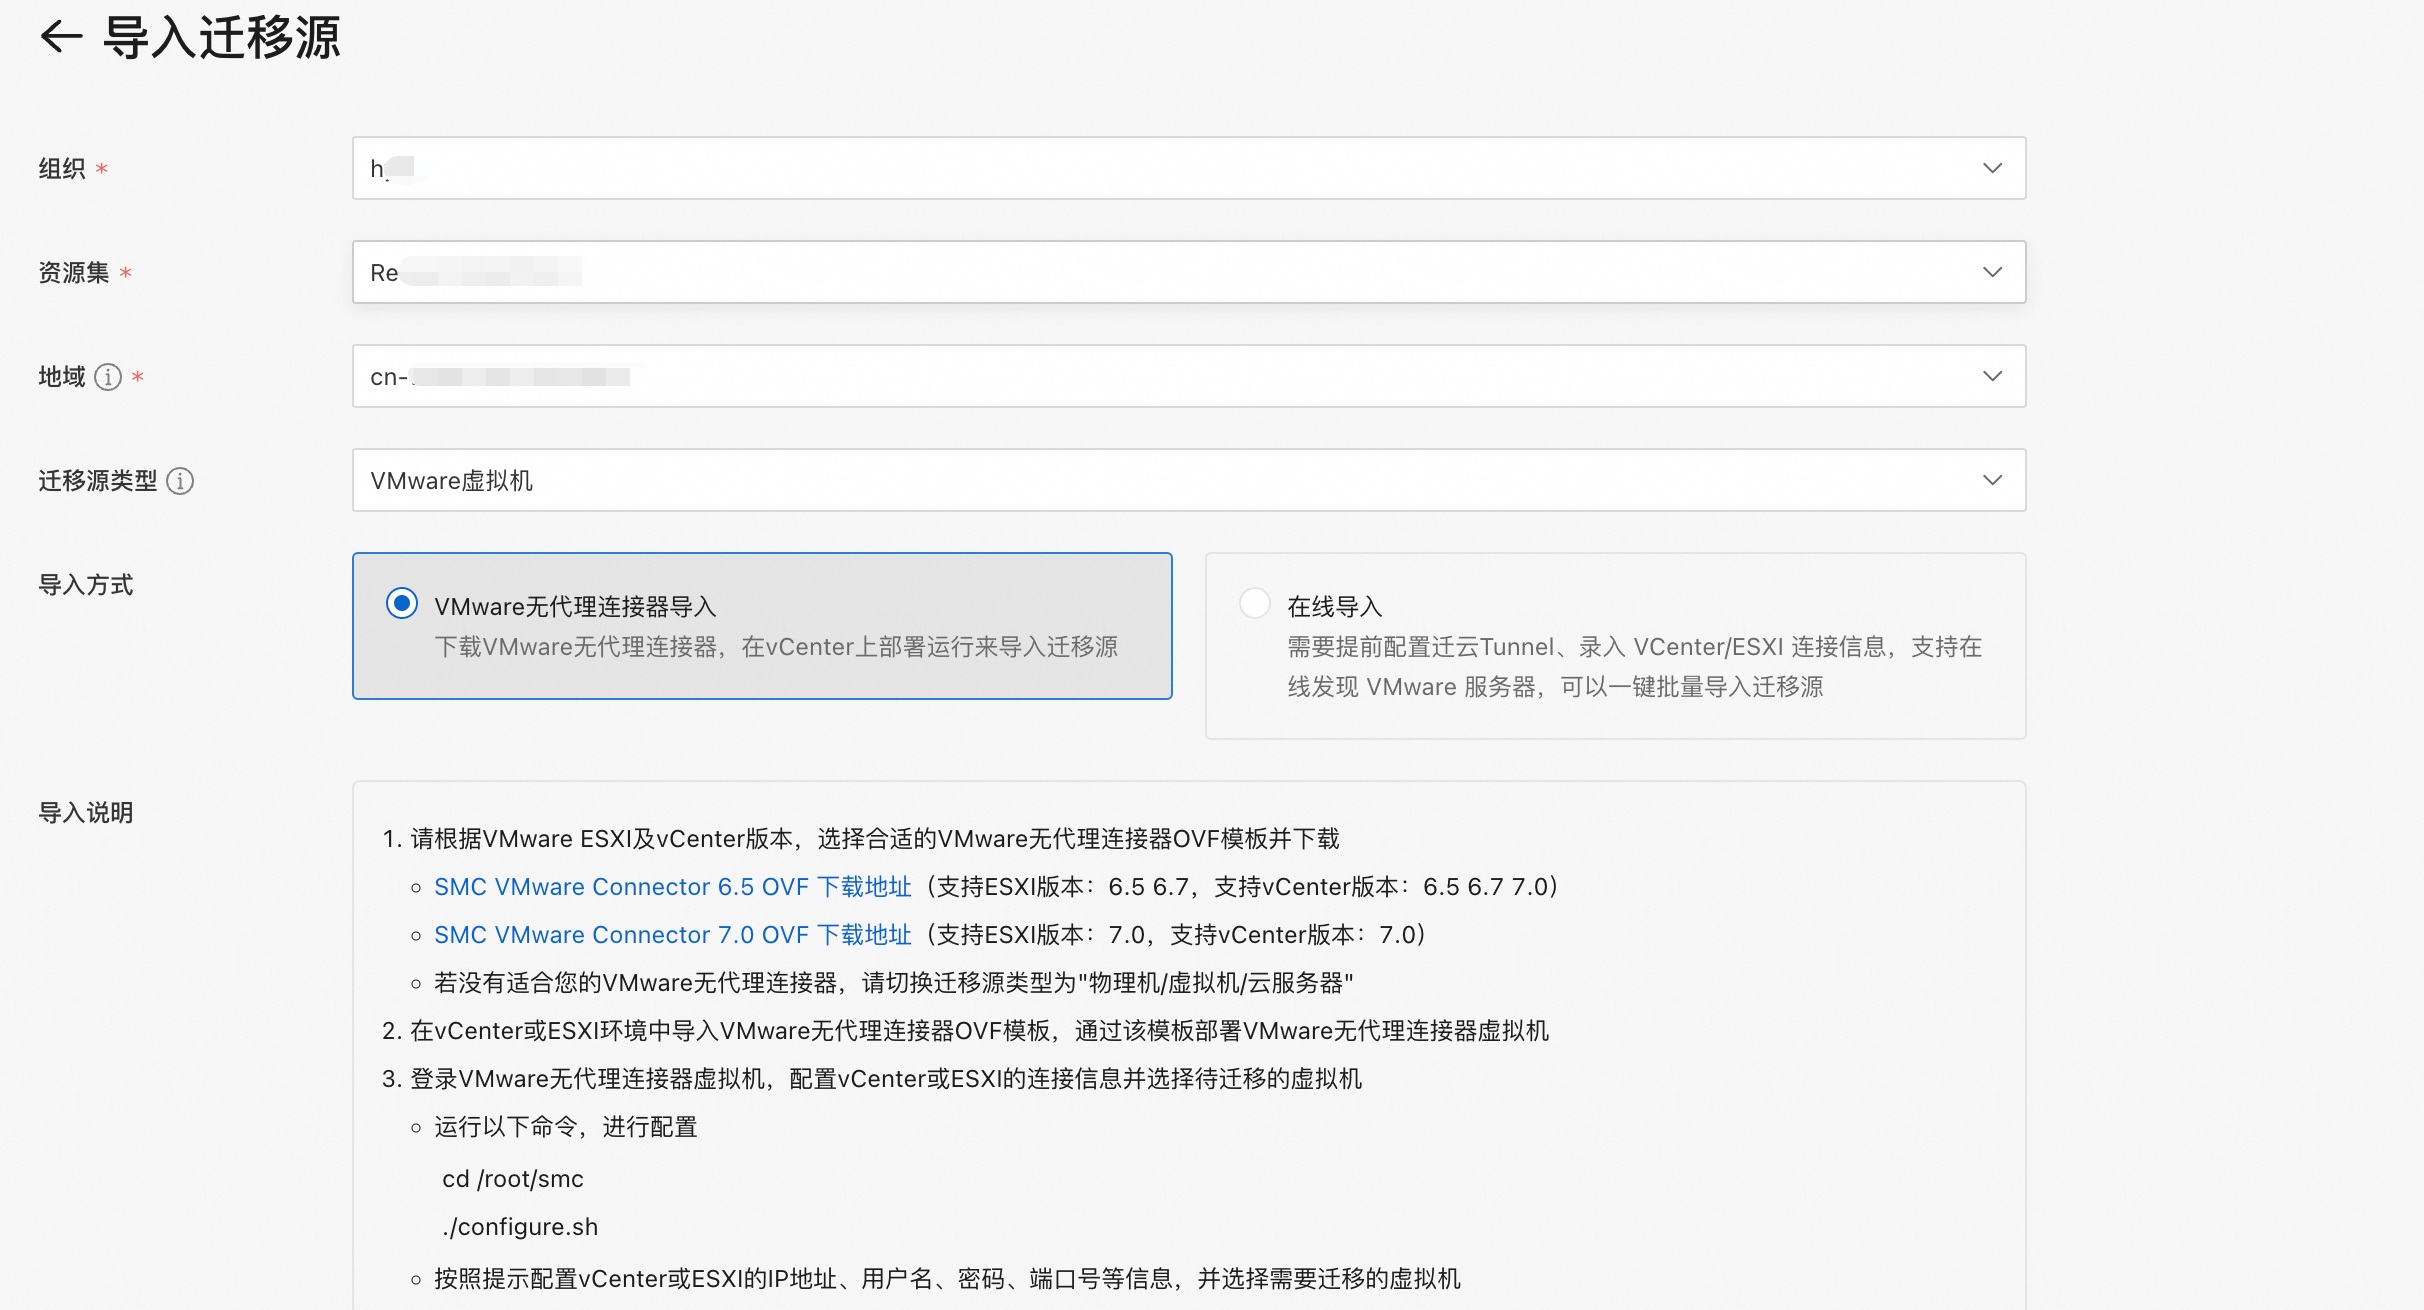 导入迁移源
组织 *
资源集 *
Re
地域 *
cn-
迁移源类型
VMware虚拟机
导入方式
VMware无代理连接器导入
下载VMware无代理连接器，在vCenter上部署运行来导入迁移源
在线导入
需要提前配置迁云Tunnel、录入 VCenter/ESXI 连接信息，支持在
线发现 VMware 服务器，可以一键批量导入迁移源
导入说明
1. 请根据VMware ESXI及vCenter版本，选择合适的VMware无代理连接器OVF模板并下载
SMC VMware Connector 6.5 OVF 下载地址（支持ESXI版本：6.5 6.7，支持vCenter版本：6.5 6.7 7.0）
SMC VMware Connector 7.0 OVF 下载地址（支持ESXI版本：7.0，支持vCenter版本：7.0）
若没有适合您的VMware无代理连接器，请切换迁移源类型为"物理机/虚拟机/云服务器"
2. 在vCenter或ESXI环境中导入VMware无代理连接器OVF模板，通过该模板部署VMware无代理连接器虚拟机
3. 登录VMware无代理连接器虚拟机，配置vCenter或ESXI的连接信息并选择待迁移的虚拟机
运行以下命令，进行配置
cd /root/smc
./configure.sh
按照提示配置vCenter或ESXI的IP地址、用户名、密码、端口号等信息，并选择需要迁移的虚拟机